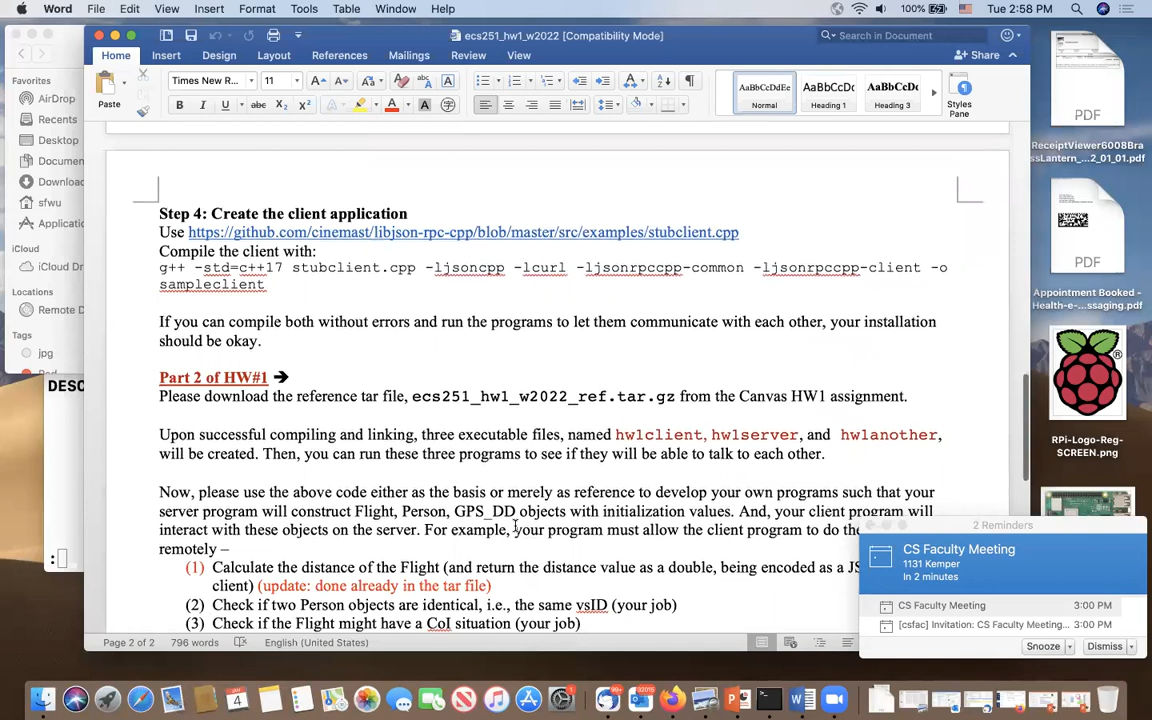 Word File Edit View Insert Format Tools Table Window Help 100% Tue 2:58 PM
ecs251_hw1_w2022 [Compatibility Mode]
Search in Document
Home Insert Design Layout References Mailings Review View Share
Paste
Times New Ro... 11
AaBbCcDdEe AaBbCcDc AaBbCcDc
Normal Heading 1 Heading 3 Styles Pane
Favorites
AirDrop
Recents
Desktop
Documen
Download
sfwu
Applicatio
iCloud
iCloud Dr
Locations
Remote D
Tags
jpg
DESC
Step 4: Create the client application
Use https://github.com/cinemast/libjson-rpc-cpp/blob/master/src/examples/stubclient.cpp
Compile the client with:
g++ -std=c++17 stubclient.cpp -ljsoncpp -lcurl -ljsonrpccpp-common -ljsonrpccpp-client -o
sampleclient
If you can compile both without errors and run the programs to let them communicate with each other, your installation
should be okay.
Part 2 of HW#1 ➔
Please download the reference tar file, ecs251_hw1_w2022_ref.tar.gz from the Canvas HW1 assignment.
Upon successful compiling and linking, three executable files, named hw1client, hw1server, and hw1another,
will be created. Then, you can run these three programs to see if they will be able to talk to each other.
Now, please use the above code either as the basis or merely as reference to develop your own programs such that your
server program will construct Flight, Person, GPS_DD objects with initialization values. And, your client program will
interact with these objects on the server. For example, your program must allow the client program to do the
remotely –
(1) Calculate the distance of the Flight (and return the distance value as a double, being encoded as a JS
client) (update: done already in the tar file)
(2) Check if two Person objects are identical, i.e., the same vsID (your job)
(3) Check if the Flight might have a CoI situation (your job)
Page 2 of 2 796 words English (United States)
PDF
ReceiptViewer6008Bra
ssLantern_...2_01_01.pdf
PDF
Appointment Booked -
Health-e-...ssaging.pdf
RPi-Logo-Reg-
SCREEN.png
2 Reminders
CS Faculty Meeting
1131 Kemper
In 2 minutes
CS Faculty Meeting 3:00 PM
[csfac] Invitation: CS Faculty Meeting... 3:00 PM
Snooze Dismiss